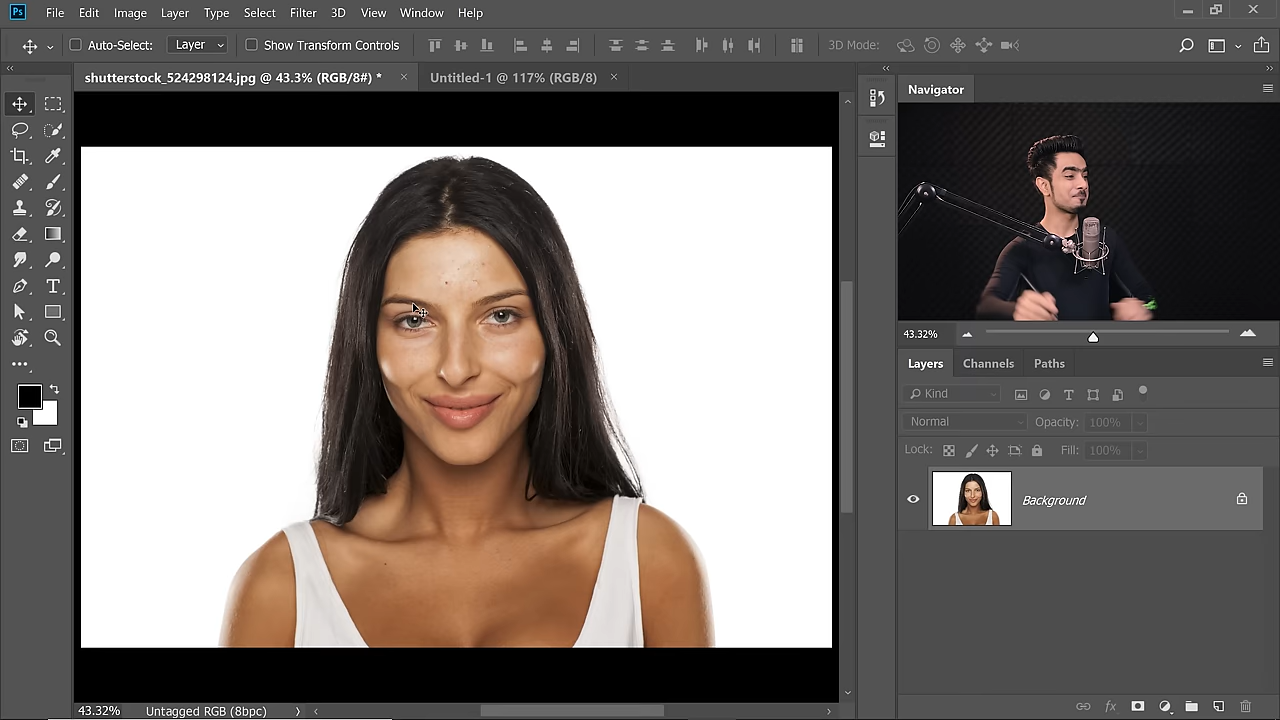 Ps File Edit Image Layer Type Select Filter 3D View Window Help
Auto-Select: Layer Show Transform Controls 3D Mode:
shutterstock_524298124.jpg @ 43.3% (RGB/8#) * × Untitled-1 @ 117% (RGB/8) ×
Navigator
43.32%
Layers Channels Paths
Kind
Normal Opacity: 100%
Lock: Fill: 100%
Background
43.32% Untagged RGB (8bpc)